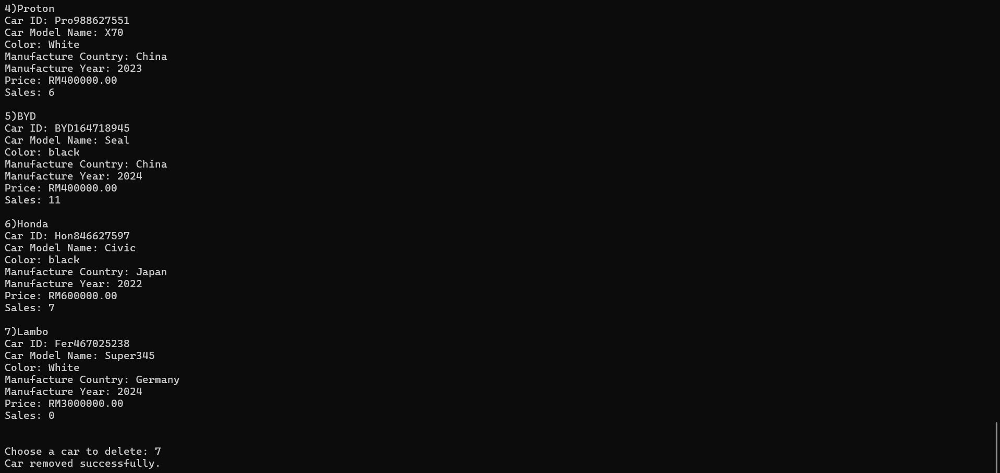 4)Proton
Car ID: Pro988627551
Car Model Name: X70
Color: White
Manufacture Country: China
Manufacture Year: 2023
Price: RM400000.00
Sales: 6
5)BYD
Car ID: BYD164718945
Car Model Name: Seal
Color: black
Manufacture Country: China
Manufacture Year: 2024
Price: RM400000.00
Sales: 11
6)Honda
Car ID: Hon846627597
Car Model Name: Civic
Color: black
Manufacture Country: Japan
Manufacture Year: 2022
Price: RM600000.00
Sales: 7
7)Lambo
Car ID: Fer467025238
Car Model Name: Super345
Color: White
Manufacture Country: Germany
Manufacture Year: 2024
Price: RM3000000.00
Sales: 0
Choose a car to delete: 7
Car removed successfully.